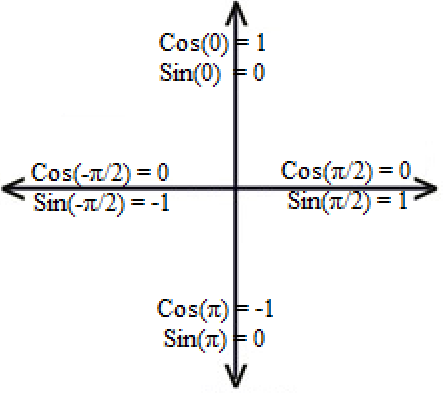 Cos(0) = 1
Sin(0) = 0
Cos(-π/2) = 0
Sin(-π/2) = -1
Cos(π/2) = 0
Sin(π/2) = 1
Cos(π) = -1
Sin(π) = 0